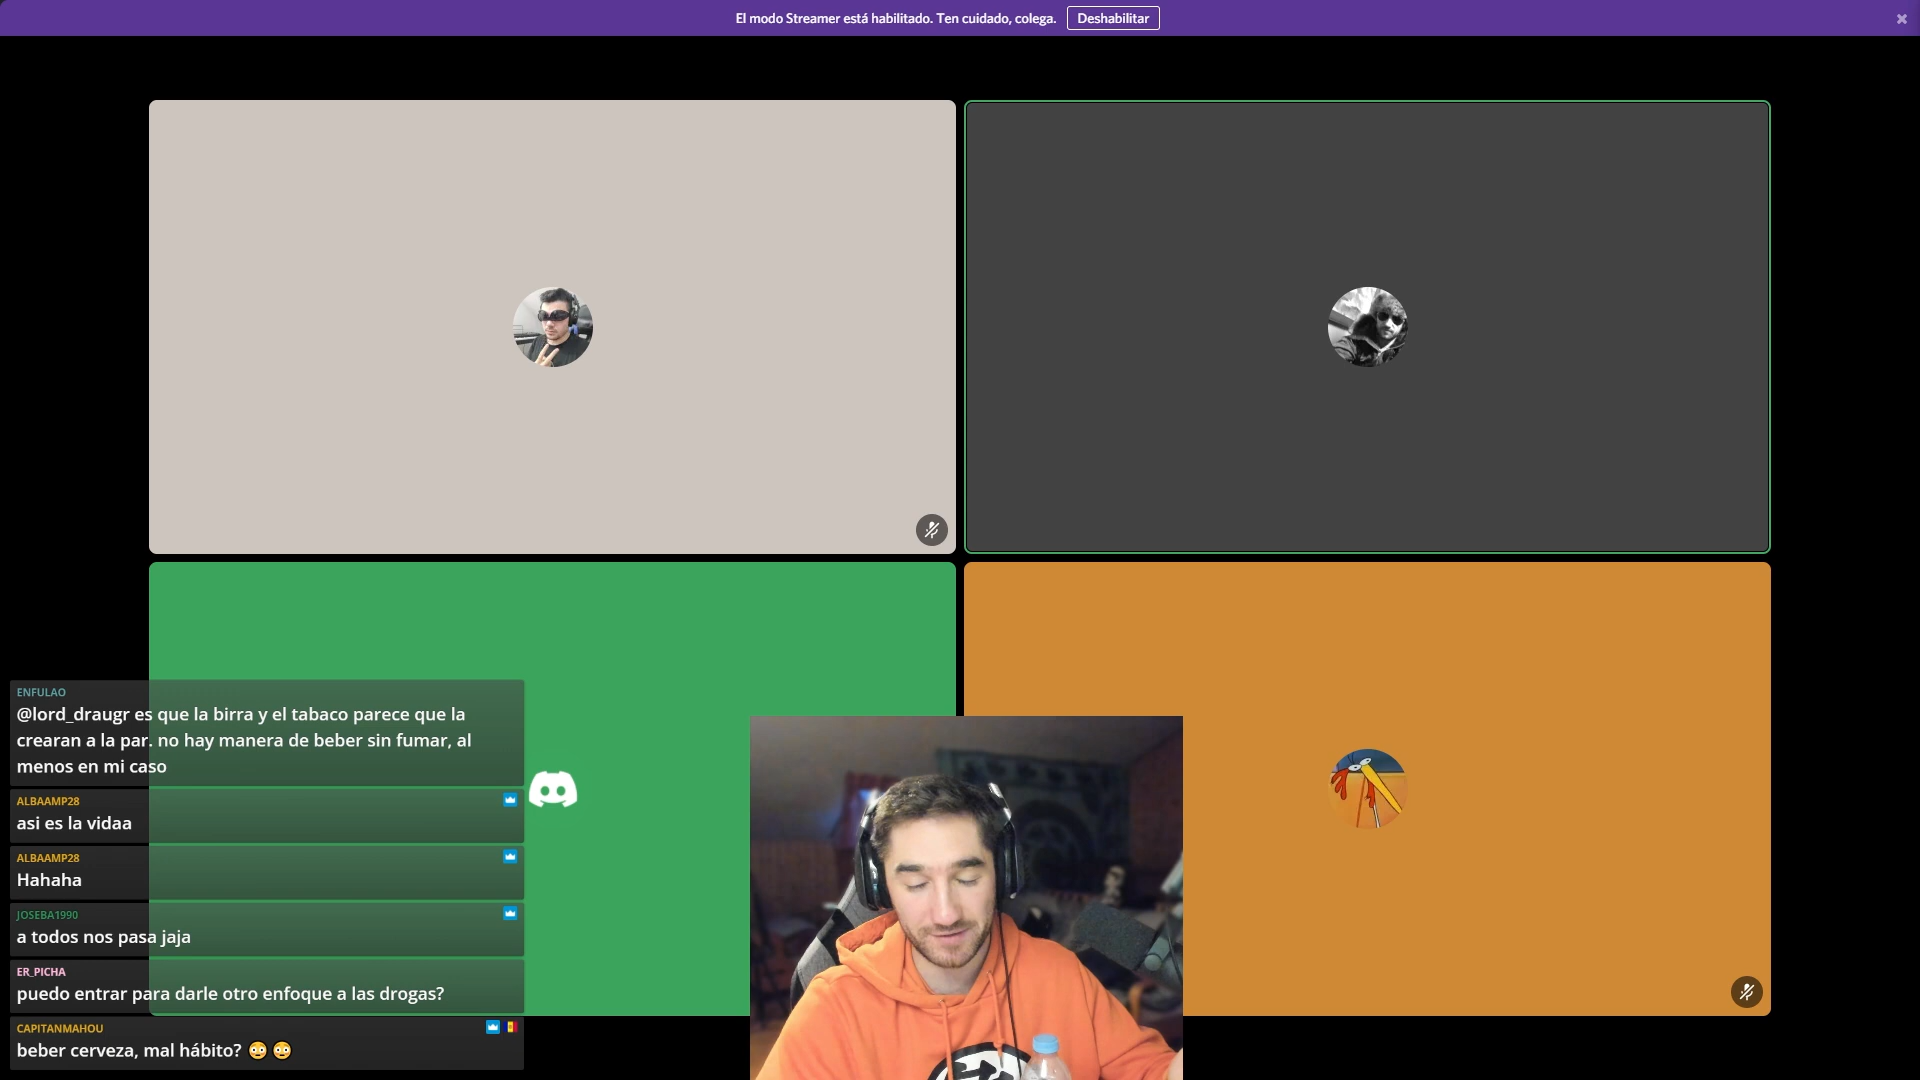 El modo Streamer está habilitado. Ten cuidado, colega. Deshabilitar
ENFULAO
@lord_draugr es que la birra y el tabaco parece que la
crearan a la par. no hay manera de beber sin fumar, al
menos en mi caso
ALBAAMP28
asi es la vidaa
ALBAAMP28
Hahaha
JOSEBA1990
a todos nos pasa jaja
ER_PICHA
puedo entrar para darle otro enfoque a las drogas?
CAPITANMAHOU
beber cerveza, mal hábito? 😳 😳